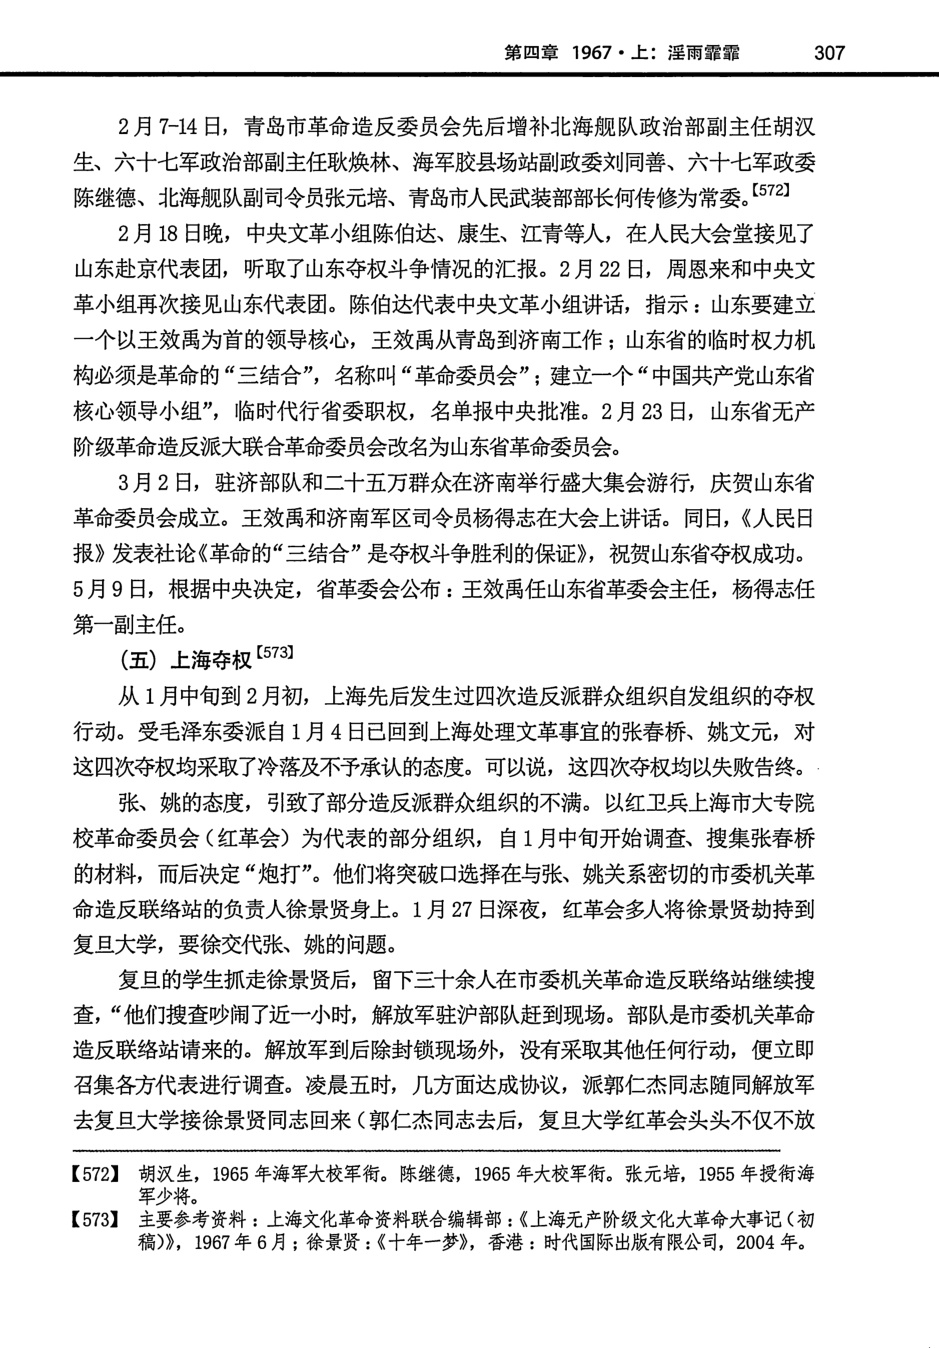 第四章 1967·上：淫雨霏霏 307
2月7-14日，青岛市革命造反委员会先后增补北海舰队政治部副主任胡汉
生、六十七军政治部副主任耿焕林、海军胶县场站副政委刘同善、六十七军政委
陈继德、北海舰队副司令员张元培、青岛市人民武装部部长何传修为常委。【572】
2月18日晚，中央文革小组陈伯达、康生、江青等人，在人民大会堂接见了
山东赴京代表团，听取了山东夺权斗争情况的汇报。2月22日，周恩来和中央文
革小组再次接见山东代表团。陈伯达代表中央文革小组讲话，指示：山东要建立
一个以王效禹为首的领导核心，王效禹从青岛到济南工作；山东省的临时权力机
构必须是革命的“三结合”，名称叫“革命委员会”；建立一个“中国共产党山东省
核心领导小组”，临时代行省委职权，名单报中央批准。2月23日，山东省无产
阶级革命造反派大联合革命委员会改名为山东省革命委员会。
3月2日，驻济部队和二十五万群众在济南举行盛大集会游行，庆贺山东省
革命委员会成立。王效禹和济南军区司令员杨得志在大会上讲话。同日，《人民日
报》发表社论《革命的“三结合”是夺权斗争胜利的保证》，祝贺山东省夺权成功。
5月9日，根据中央决定，省革委会公布：王效禹任山东省革委会主任，杨得志任
第一副主任。
（五）上海夺权【573】
从1月中旬到2月初，上海先后发生过四次造反派群众组织自发组织的夺权
行动。受毛泽东委派自1月4日已回到上海处理文革事宜的张春桥、姚文元，对
这四次夺权均采取了冷落及不予承认的态度。可以说，这四次夺权均以失败告终。
张、姚的态度，引致了部分造反派群众组织的不满。以红卫兵上海市大专院
校革命委员会（红革会）为代表的部分组织，自1月中旬开始调查、搜集张春桥
的材料，而后决定“炮打”。他们将突破口选择在与张、姚关系密切的市委机关革
命造反联络站的负责人徐景贤身上。1月27日深夜，红革会多人将徐景贤劫持到
复旦大学，要徐交代张、姚的问题。
复旦的学生抓走徐景贤后，留下三十余人在市委机关革命造反联络站继续搜
查，“他们搜查吵闹了近一小时，解放军驻沪部队赶到现场。部队是市委机关革命
造反联络站请来的。解放军到后除封锁现场外，没有采取其他任何行动，便立即
召集各方代表进行调查。凌晨五时，几方面达成协议，派郭仁杰同志随同解放军
去复旦大学接徐景贤同志回来（郭仁杰同志去后，复旦大学红革会头头不仅不放
【572】 胡汉生，1965年海军大校军衔。陈继德，1965年大校军衔。张元培，1955年授衔海
军少将。
【573】 主要参考资料：上海文化革命资料联合编辑部：《上海无产阶级文化大革命大事记（初
稿）》，1967年6月；徐景贤：《十年一梦》，香港：时代国际出版有限公司，2004年。